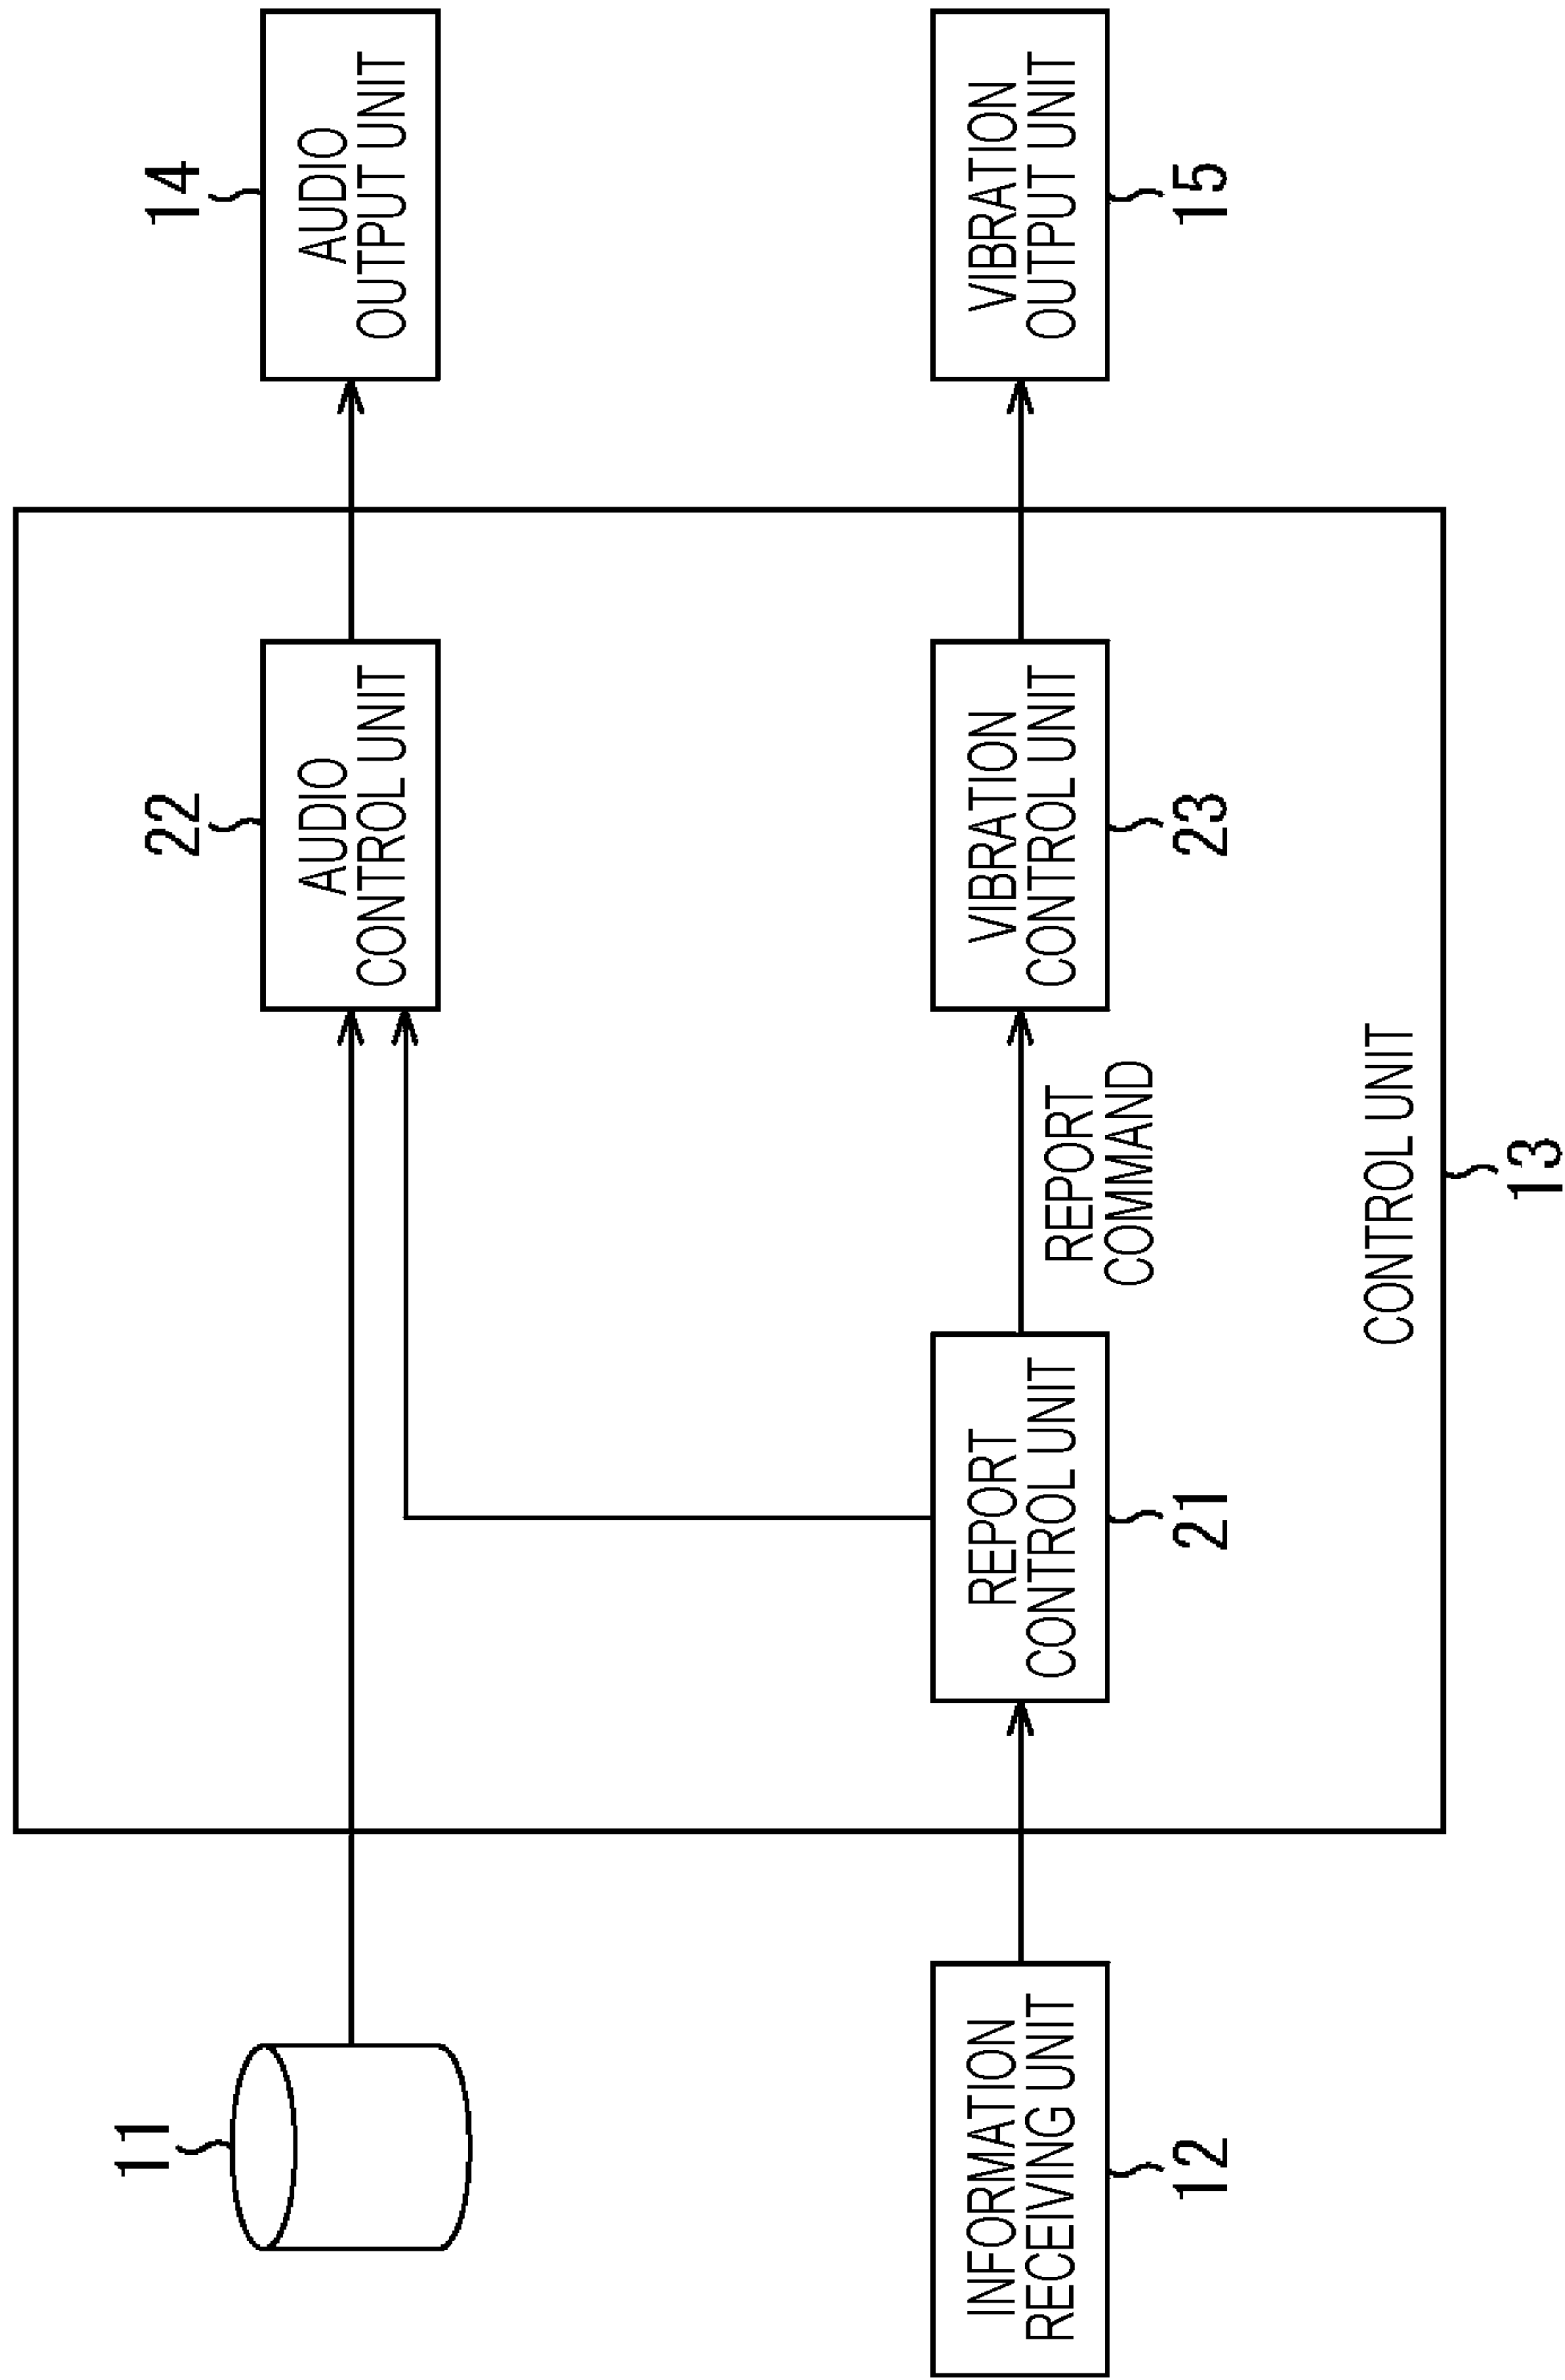 11
22
14
AUDIO
CONTROL UNIT
AUDIO
OUTPUT UNIT
INFORMATION
RECEIVING UNIT
REPORT
CONTROL UNIT
REPORT
COMMAND
VIBRATION
CONTROL UNIT
VIBRATION
OUTPUT UNIT
12
21
23
15
CONTROL UNIT
13